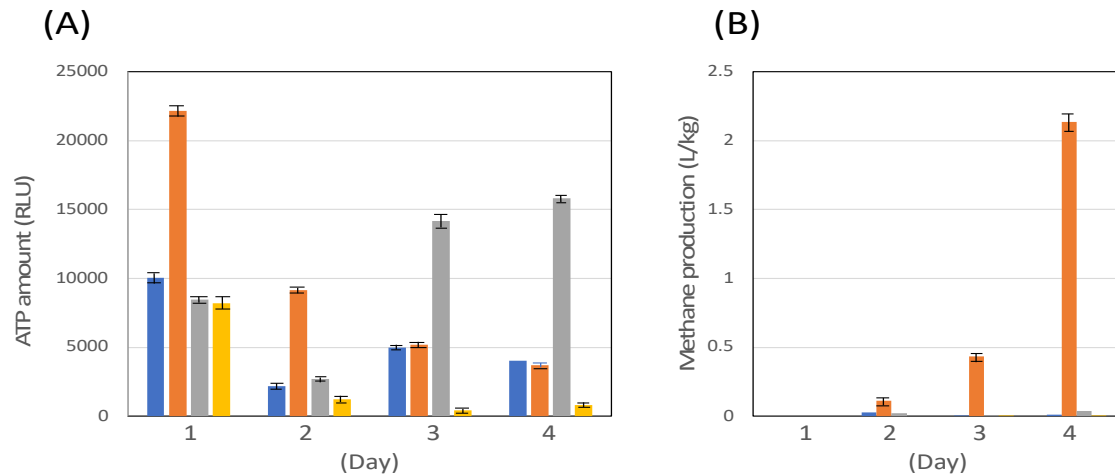 (A)
ATP amount (RLU)
25000
20000
15000
10000
5000
0
1 2 3 4
(Day)
(B)
Methane production (L/kg)
2.5
2
1.5
1
0.5
0
1 2 3 4
(Day)